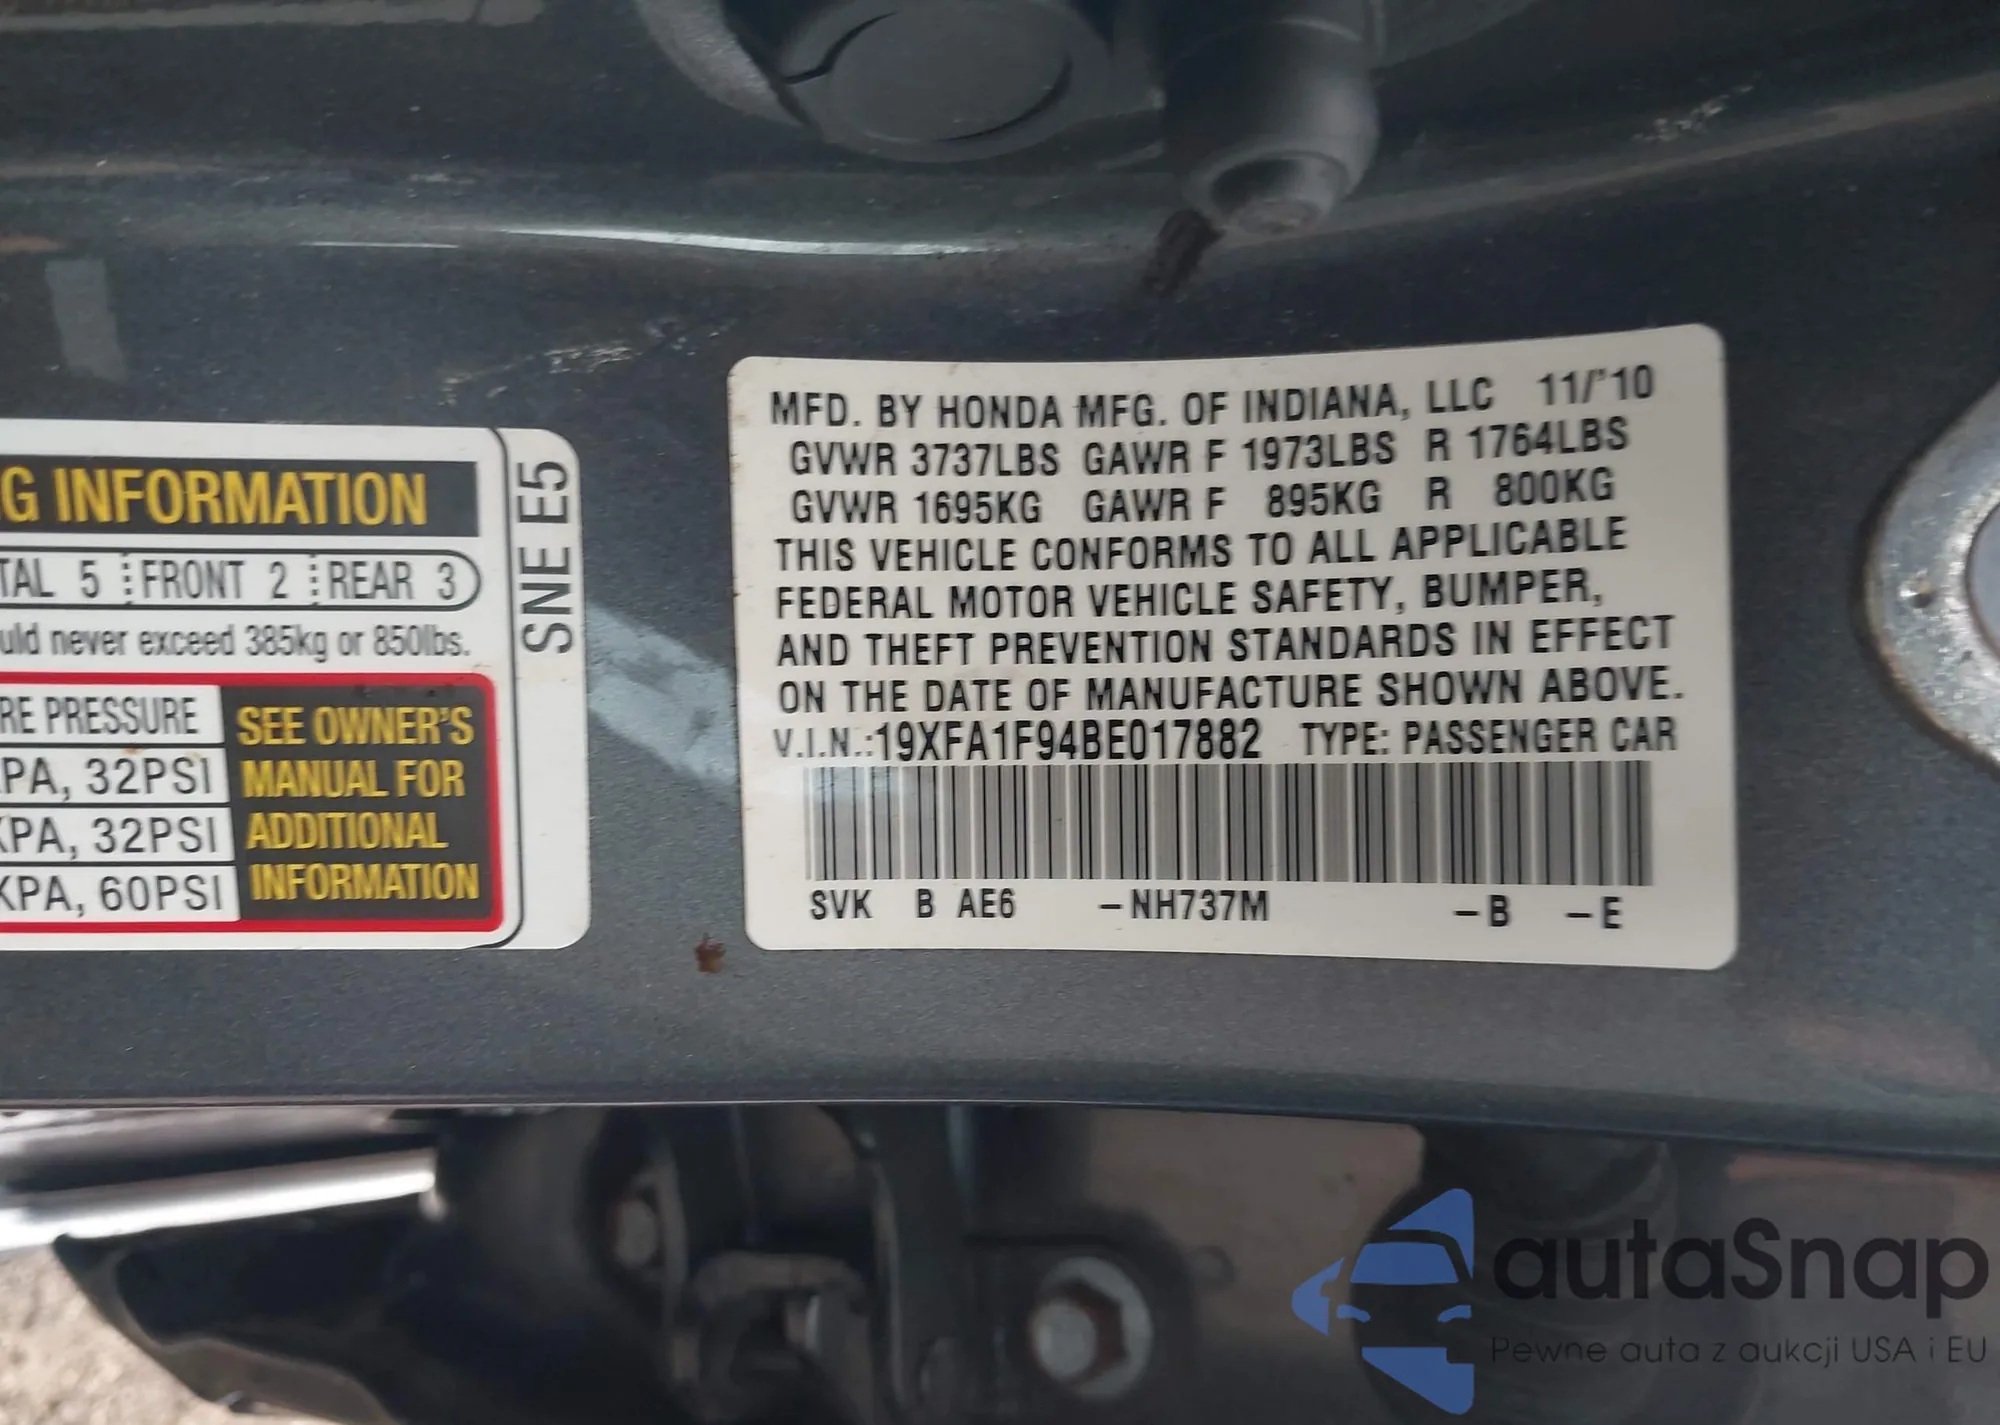 G INFORMATION
TAL 5 FRONT 2 REAR 3
uld never exceed 385kg or 850lbs.
RE PRESSURE
PA, 32PSI
KPA, 32PSI
KPA, 60PSI
SEE OWNER'S
MANUAL FOR
ADDITIONAL
INFORMATION
SNE E5
MFD. BY HONDA MFG. OF INDIANA, LLC 11/'10
GVWR 3737LBS GAWR F 1973LBS R 1764LBS
GVWR 1695KG GAWR F 895KG R 800KG
THIS VEHICLE CONFORMS TO ALL APPLICABLE
FEDERAL MOTOR VEHICLE SAFETY, BUMPER,
AND THEFT PREVENTION STANDARDS IN EFFECT
ON THE DATE OF MANUFACTURE SHOWN ABOVE.
V.I.N.:19XFA1F94BE017882 TYPE: PASSENGER CAR
SVK B AE6 –NH737M –B –E
autaSnap
Pewne auta z aukcji USA i EU